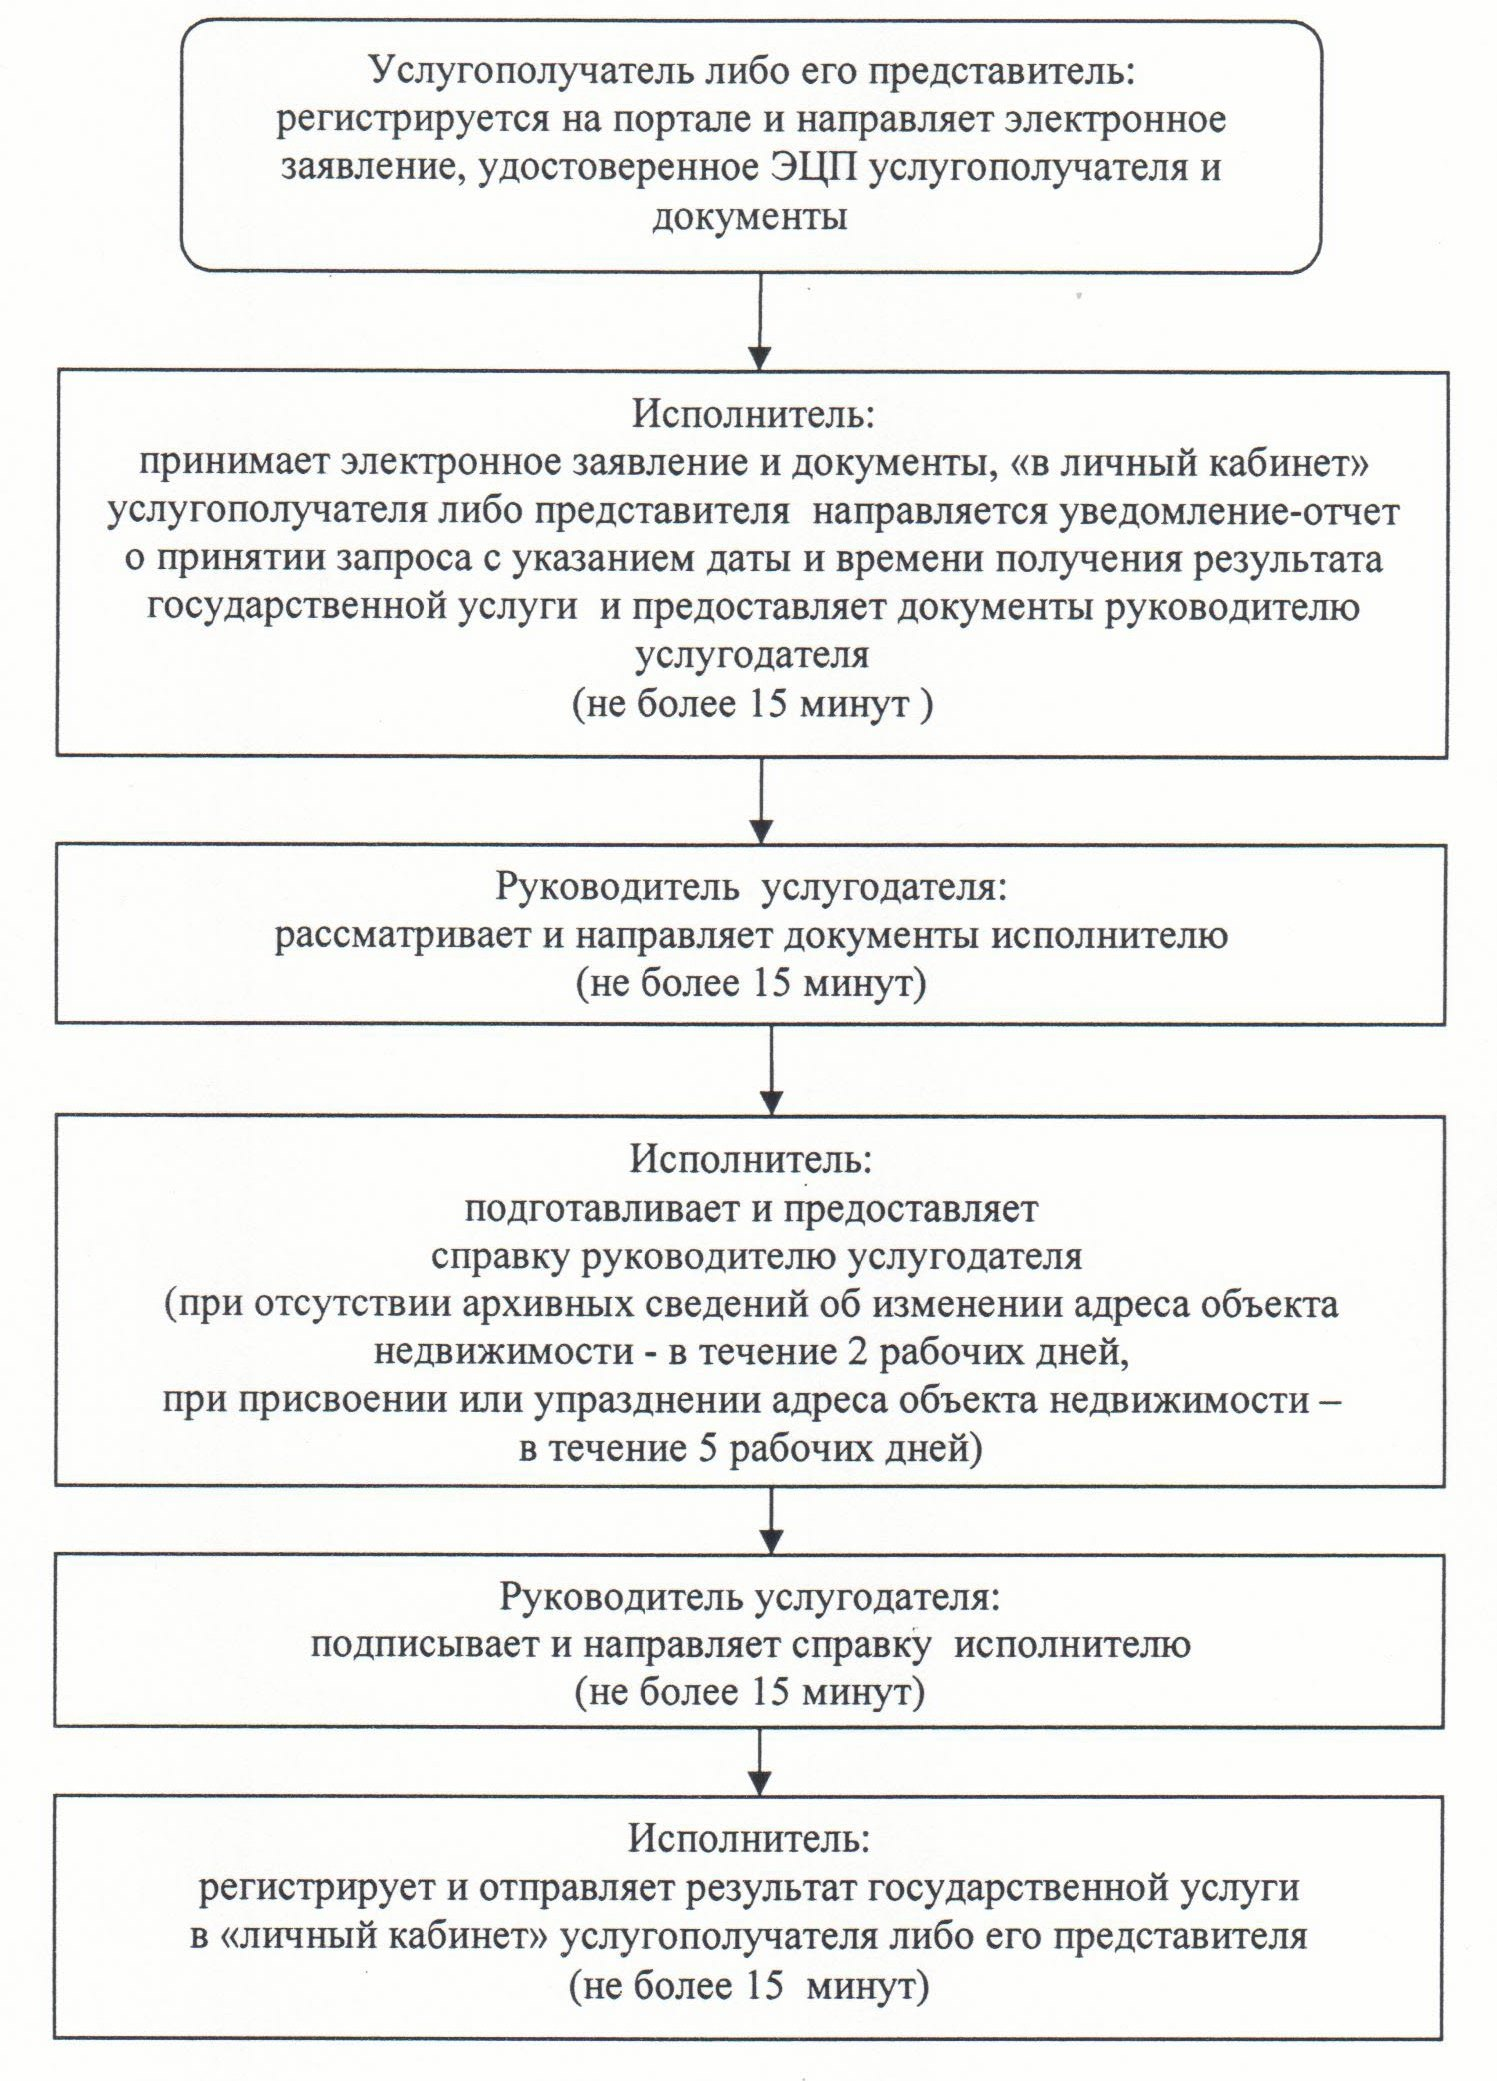 Услугополучатель либо его представитель:
регистрируется на портале и направляет электронное
заявление, удостоверенное ЭЦП услугополучателя и
документы
Исполнитель:
принимает электронное заявление и документы, «в личный кабинет»
услугополучателя либо представителя направляется уведомление-отчет
о принятии запроса с указанием даты и времени получения результата
государственной услуги и предоставляет документы руководителю
услугодателя
(не более 15 минут )
Руководитель услугодателя:
рассматривает и направляет документы исполнителю
(не более 15 минут)
Исполнитель:
подготавливает и предоставляет
справку руководителю услугодателя
(при отсутствии архивных сведений об изменении адреса объекта
недвижимости - в течение 2 рабочих дней,
при присвоении или упразднении адреса объекта недвижимости –
в течение 5 рабочих дней)
Руководитель услугодателя:
подписывает и направляет справку исполнителю
(не более 15 минут)
Исполнитель:
регистрирует и отправляет результат государственной услуги
в «личный кабинет» услугополучателя либо его представителя
(не более 15 минут)